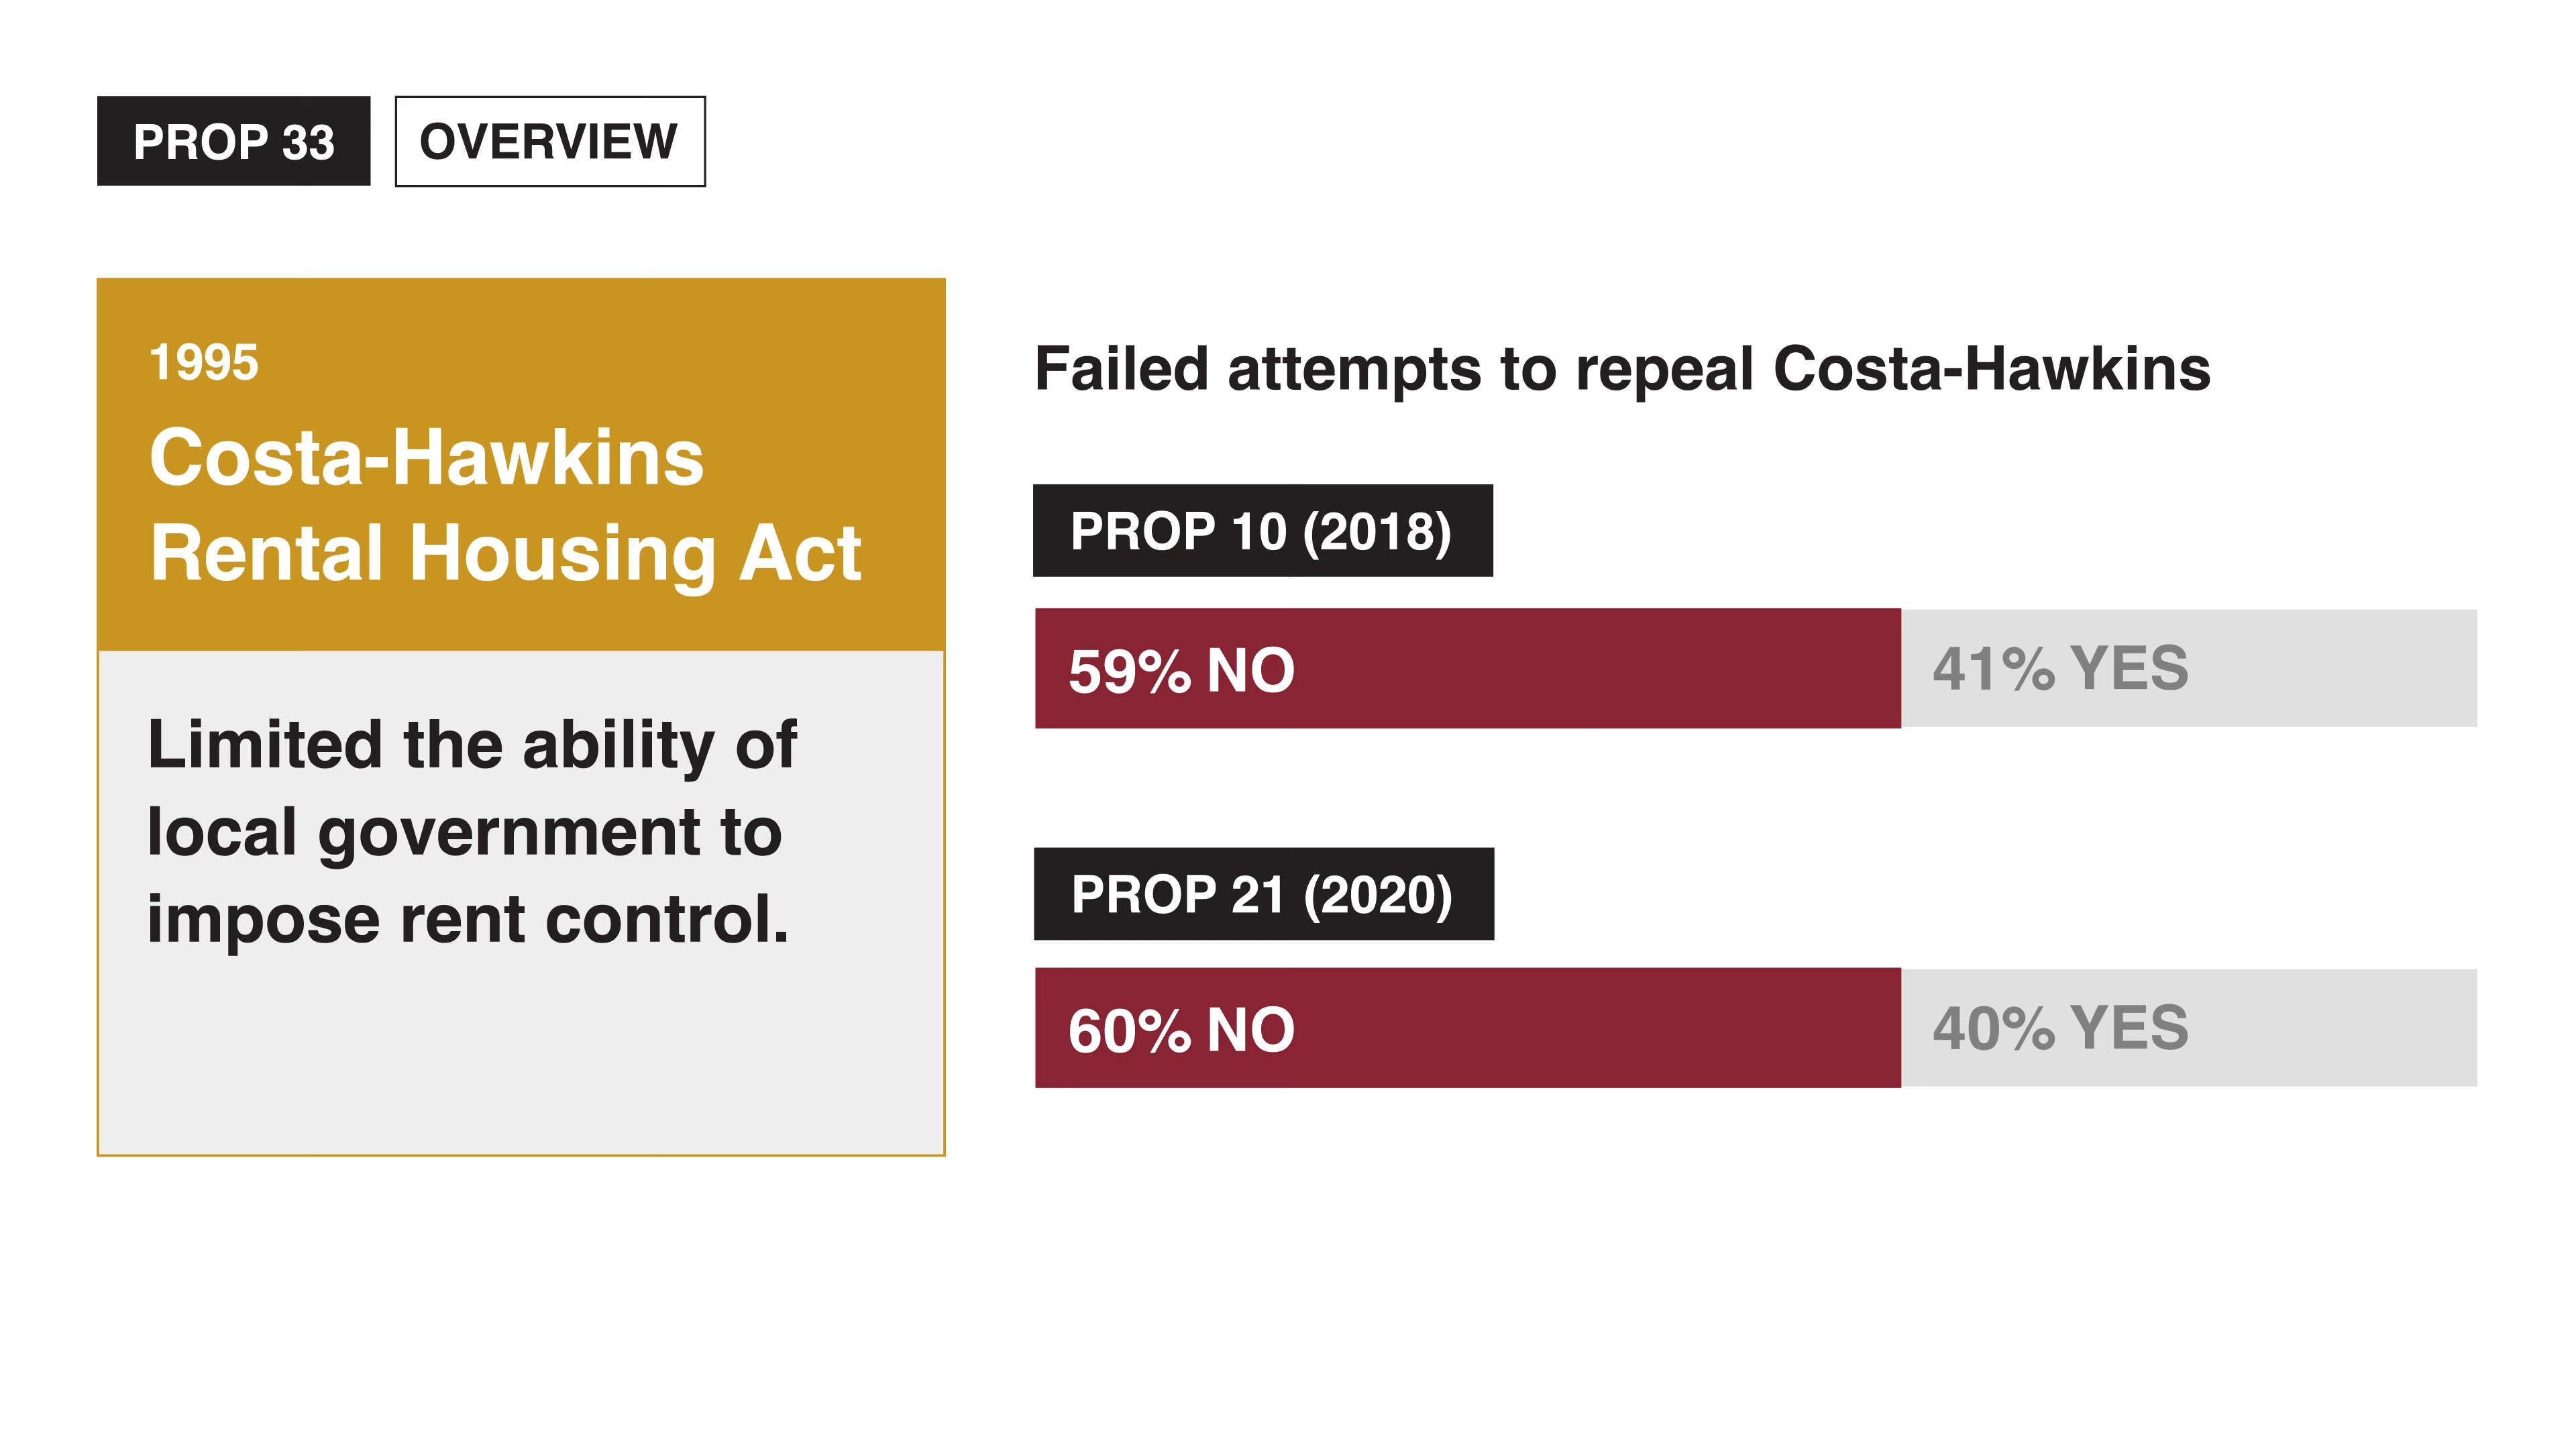 PROP 33
OVERVIEW
1995
Costa-Hawkins
Rental Housing Act
Limited the ability of
local government to
impose rent control.
Failed attempts to repeal Costa-Hawkins
PROP 10 (2018)
59% NO
41% YES
PROP 21 (2020)
60% NO
40% YES